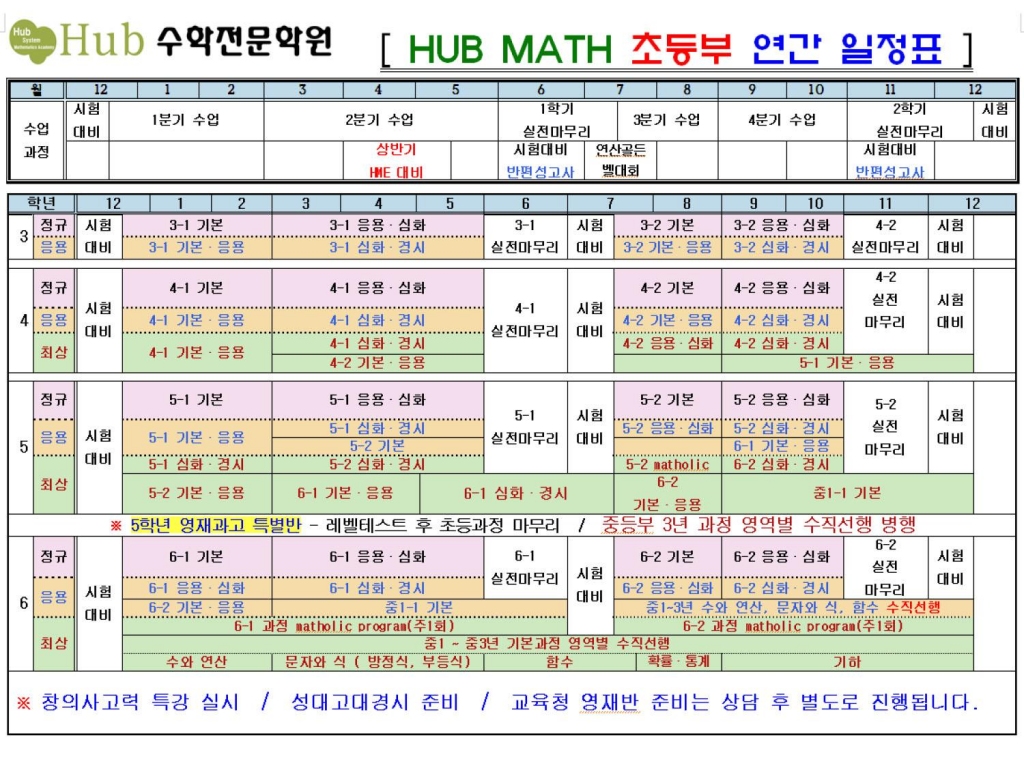 Hub
System
Mathematics Academy
Hub 수학전문학원
[ HUB MATH 초등부 연간 일정표 ]
월 12 1 2 3 4 5 6 7 8 9 10 11 12
수업 과정 시험 대비 1분기 수업 2분기 수업 1학기 실전마무리 3분기 수업 4분기 수업 2학기 실전마무리 시험 대비
상반기 HME 대비 시험대비 반편성고사 연산골든 벨대회 시험대비 반편성고사
학년 12 1 2 3 4 5 6 7 8 9 10 11 12
3 정규 시험 대비 3-1 기본 3-1 응용·심화 3-1 실전마무리 시험 대비 3-2 기본 3-2 응용·심화 4-2 실전마무리 시험 대비
응용 3-1 기본·응용 3-1 심화·경시 3-2 기본·응용 3-2 심화·경시
4 정규 시험 대비 4-1 기본 4-1 응용·심화 4-1 실전마무리 시험 대비 4-2 기본 4-2 응용·심화 4-2 실전 마무리 시험 대비
응용 4-1 기본·응용 4-1 심화·경시 4-2 기본·응용 4-2 심화·경시
최상 4-1 기본·응용 4-1 심화·경시 4-2 응용·심화 4-2 심화·경시
4-2 기본·응용 5-1 기본·응용
5 정규 시험 대비 5-1 기본 5-1 응용·심화 5-1 실전마무리 시험 대비 5-2 기본 5-2 응용·심화 5-2 실전 마무리 시험 대비
응용 5-1 기본·응용 5-1 심화·경시 5-2 응용·심화 5-2 심화·경시
5-2 기본 6-1 기본·응용
최상 5-1 심화·경시 5-2 심화·경시 5-2 matholic 6-2 심화·경시
5-2 기본·응용 6-1 기본·응용 6-1 심화·경시 6-2 기본·응용 중1-1 기본
※ 5학년 영재과고 특별반 - 레벨테스트 후 초등과정 마무리 / 중등부 3년 과정 영역별 수직선행 병행
6 정규 시험 대비 6-1 기본 6-1 응용·심화 6-1 실전마무리 시험 대비 6-2 기본 6-2 응용·심화 6-2 실전 마무리 시험 대비
응용 6-1 응용·심화 6-1 심화·경시 6-2 응용·심화 6-2 심화·경시
6-2 기본·응용 중1-1 기본 중1~3년 수와 연산, 문자와 식, 함수 수직선행
최상 6-1 과정 matholic program(주1회) 6-2 과정 matholic program(주1회)
중1 ~ 중3년 기본과정 영역별 수직선행
수와 연산 문자와 식 ( 방정식, 부등식) 함수 확률·통계 기하
※ 창의사고력 특강 실시 / 성대고대경시 준비 / 교육청 영재반 준비는 상담 후 별도로 진행됩니다.